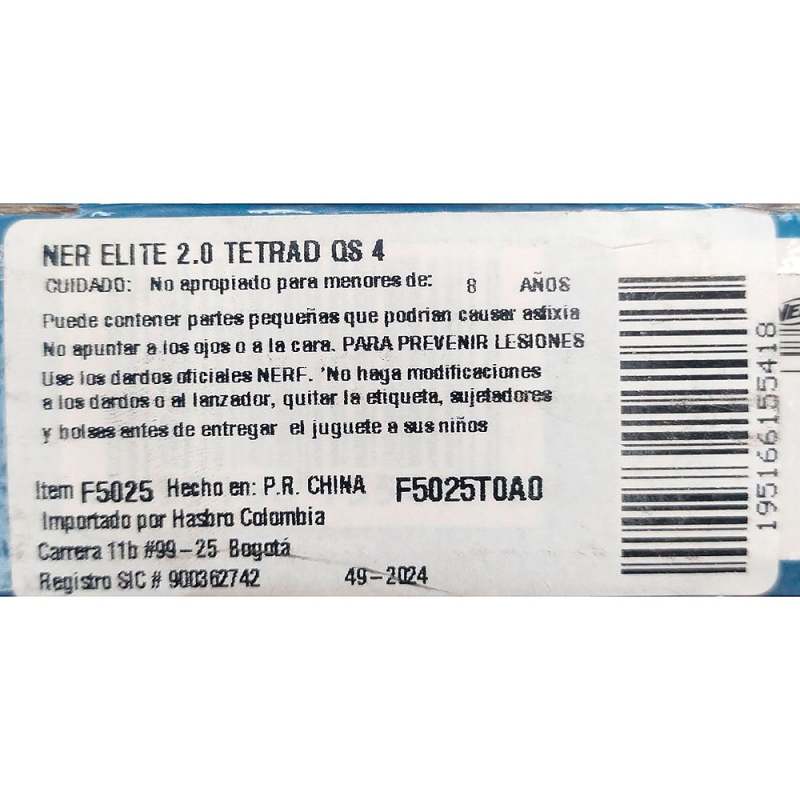 NER ELITE 2.0 TETRAD QS 4
CUIDADO: No apropiado para menores de: 8 AÑOS
Puede contener partes pequeñas que podrian causar asfixia
No apuntar a los ojos o a la cara. PARA PREVENIR LESIONES
Use los dardos oficiales NERF. 'No haga modificaciones
a los dardos o al lanzador, quitar la etiqueta, sujetadores
y bolsas antes de entregar el juguete a sus niños
Item F5025 Hecho en: P.R. CHINA F5025T0A0
Importado por Hasbro Colombia
Carrera 11b #99-25 Bogotá
Registro SIC # 900362742 49-2024
195166155418